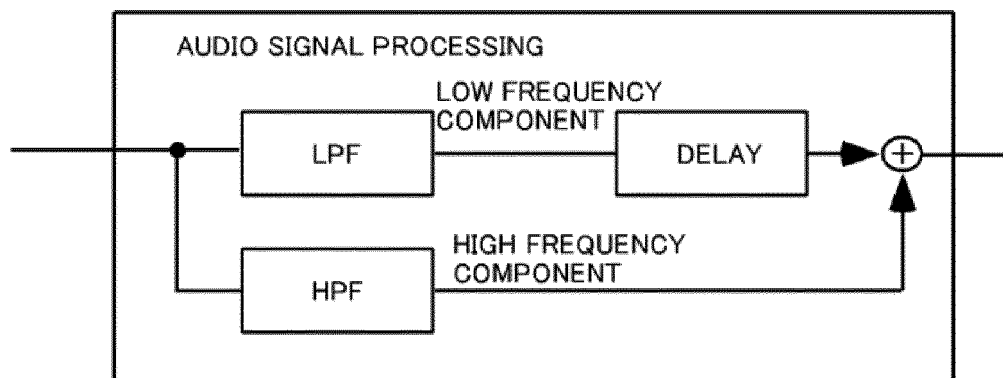 AUDIO SIGNAL PROCESSING
LOW FREQUENCY
COMPONENT
LPF
DELAY
HIGH FREQUENCY
COMPONENT
HPF